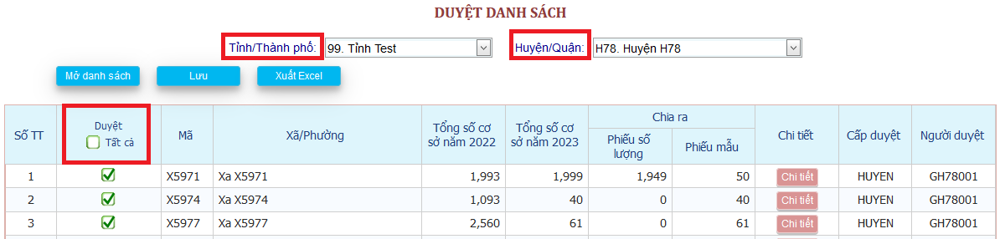 DUYỆT DANH SÁCH
Tỉnh/Thành phố: 99. Tỉnh Test Huyện/Quận: H78. Huyện H78
Mở danh sách Lưu Xuất Excel
Số TT Duyệt Tất cả Mã Xã/Phường Tổng số cơ sở năm 2022 Tổng số cơ sở năm 2023 Chia ra Phiếu số lượng Phiếu mẫu Chi tiết Cấp duyệt Người duyệt
1 X5971 Xa X5971 1,993 1,999 1,949 50 Chi tiết HUYEN GH78001
2 X5974 Xa X5974 1,093 40 0 40 Chi tiết HUYEN GH78001
3 X5977 Xa X5977 2,560 61 0 61 Chi tiết HUYEN GH78001